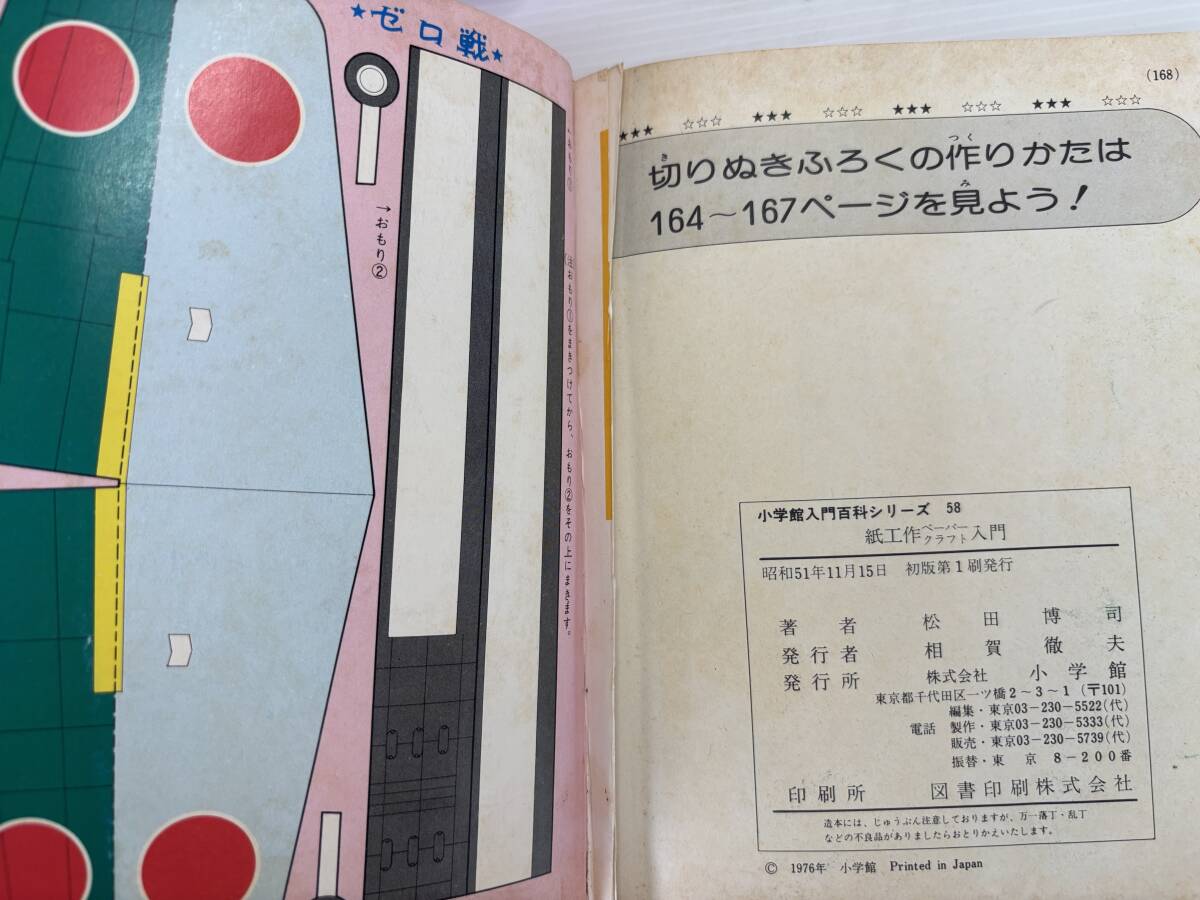 ★ゼロ戦★
→おもり②
(注)おもり①をまきつけてから、おもり②をその上にまきます。
(168)
★★★ ☆☆☆ ★★★ ☆☆☆ ★★★ ☆☆☆ ★★★ ☆☆☆
切りぬきふろくの作りかたは
164〜167ページを見よう!
小学館入門百科シリーズ 58
紙工作ペーパークラフト入門
昭和51年11月15日 初版第1刷発行
著者 松田博司
発行者 相賀徹夫
発行所 株式会社 小学館
東京都千代田区一ツ橋2〜3〜1(〒101)
編集・東京03-230-5522(代)
電話 製作・東京03-230-5333(代)
販売・東京03-230-5739(代)
振替・東京 8-200番
印刷所 図書印刷株式会社
造本には、じゅうぶん注意しておりますが、万一落丁・乱丁
などの不良品がありましたらおとりかえいたします。
© 1976年 小学館 Printed in Japan